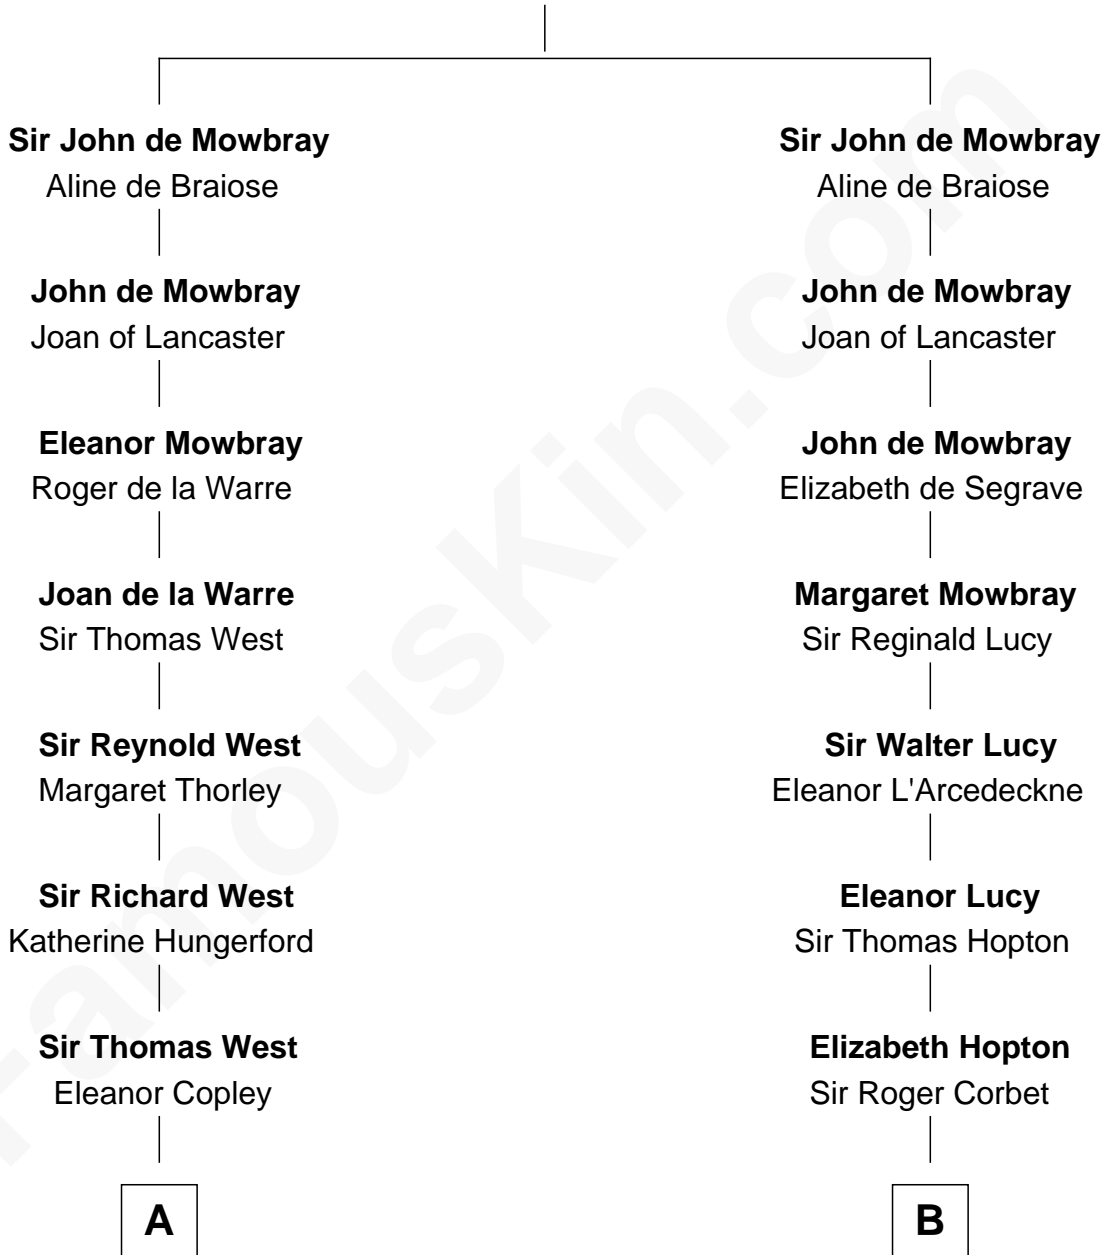 Sir John de Mowbray
Aline de Braiose
John de Mowbray
Joan of Lancaster
Eleanor Mowbray
Roger de la Warre
Joan de la Warre
Sir Thomas West
Sir Reynold West
Margaret Thorley
Sir Richard West
Katherine Hungerford
Sir Thomas West
Eleanor Copley
A
Sir John de Mowbray
Aline de Braiose
John de Mowbray
Joan of Lancaster
John de Mowbray
Elizabeth de Segrave
Margaret Mowbray
Sir Reginald Lucy
Sir Walter Lucy
Eleanor L'Arcedeckne
Eleanor Lucy
Sir Thomas Hopton
Elizabeth Hopton
Sir Roger Corbet
B
FamousKin.com